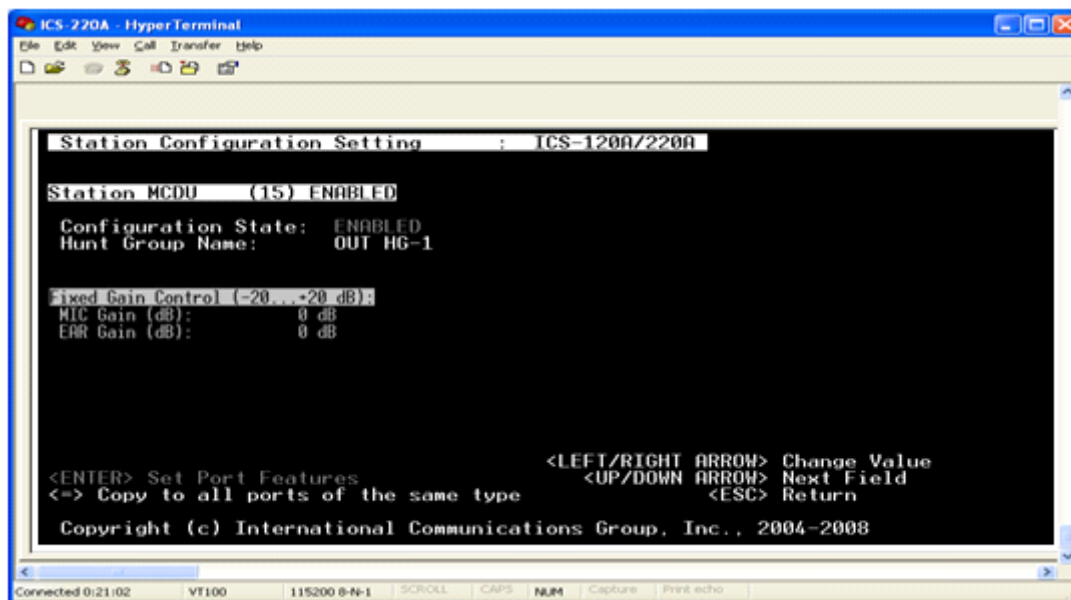 ICS-220A - HyperTerminal
File Edit View Call Transfer Help
Station Configuration Setting : ICS-120A/220A
Station MCDU (15) ENABLED
Configuration State: ENABLED
Hunt Group Name: OUT HG-1
Fixed Gain Control (-20...+20 dB):
MIC Gain (dB): 0 dB
EAR Gain (dB): 0 dB
<LEFT/RIGHT ARROW> Change Value
<ENTER> Set Port Features <UP/DOWN ARROW> Next Field
<=> Copy to all ports of the same type <ESC> Return
Copyright (c) International Communications Group, Inc., 2004-2008
Connected 0:21:02 VT100 115200 8-N-1 SCROLL CAPS NUM Capture Print echo